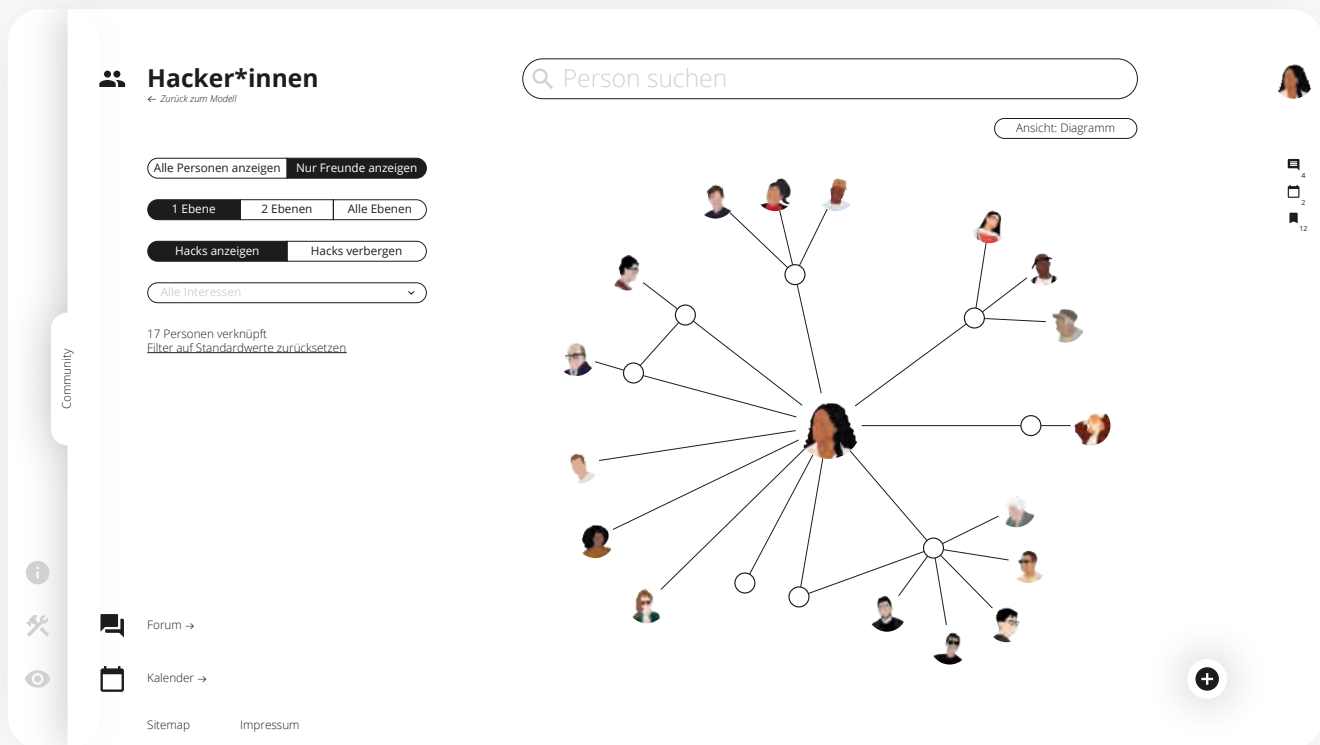 Hacker*innen
← Zurück zum Modell
Person suchen
Ansicht: Diagramm
Alle Personen anzeigen Nur Freunde anzeigen
1 Ebene 2 Ebenen Alle Ebenen
Hacks anzeigen Hacks verbergen
Alle Interessen
17 Personen verknüpft
Filter auf Standardwerte zurücksetzen
Community
4
2
12
Forum →
Kalender →
Sitemap Impressum